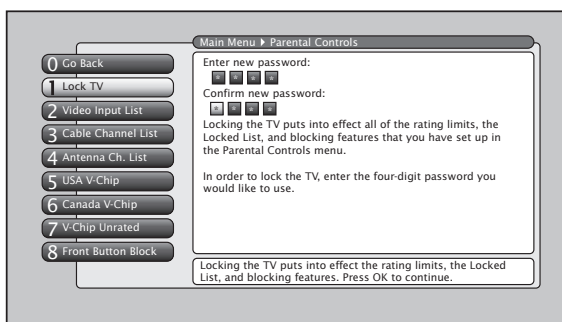 Main Menu ▶ Parental Controls
0 Go Back
1 Lock TV
2 Video Input List
3 Cable Channel List
4 Antenna Ch. List
5 USA V-Chip
6 Canada V-Chip
7 V-Chip Unrated
8 Front Button Block
Enter new password:
* * * *
Confirm new password:
* * * *
Locking the TV puts into effect all of the rating limits, the
Locked List, and blocking features that you have set up in
the Parental Controls menu.
In order to lock the TV, enter the four-digit password you
would like to use.
Locking the TV puts into effect the rating limits, the Locked
List, and blocking features. Press OK to continue.